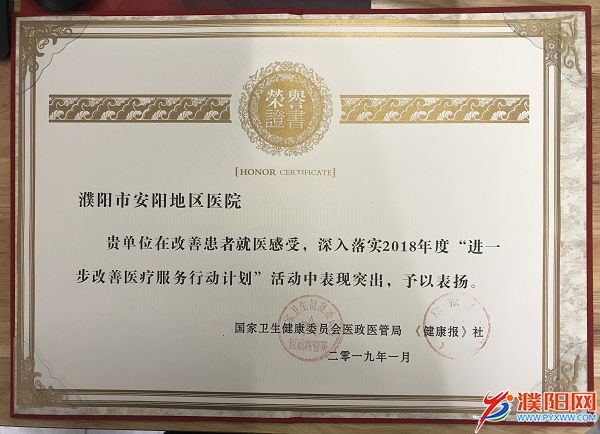 榮譽
證書
[HONOR CERTIFICATE]
濮阳市安阳地区医院
贵单位在改善患者就医感受，深入落实2018年度“进一
步改善医疗服务行动计划”活动中表现突出，予以表扬。
国家卫生健康委员会医政医管局 《健康报》社
二零一九年一月
濮阳网
WWW.PYXWW.COM